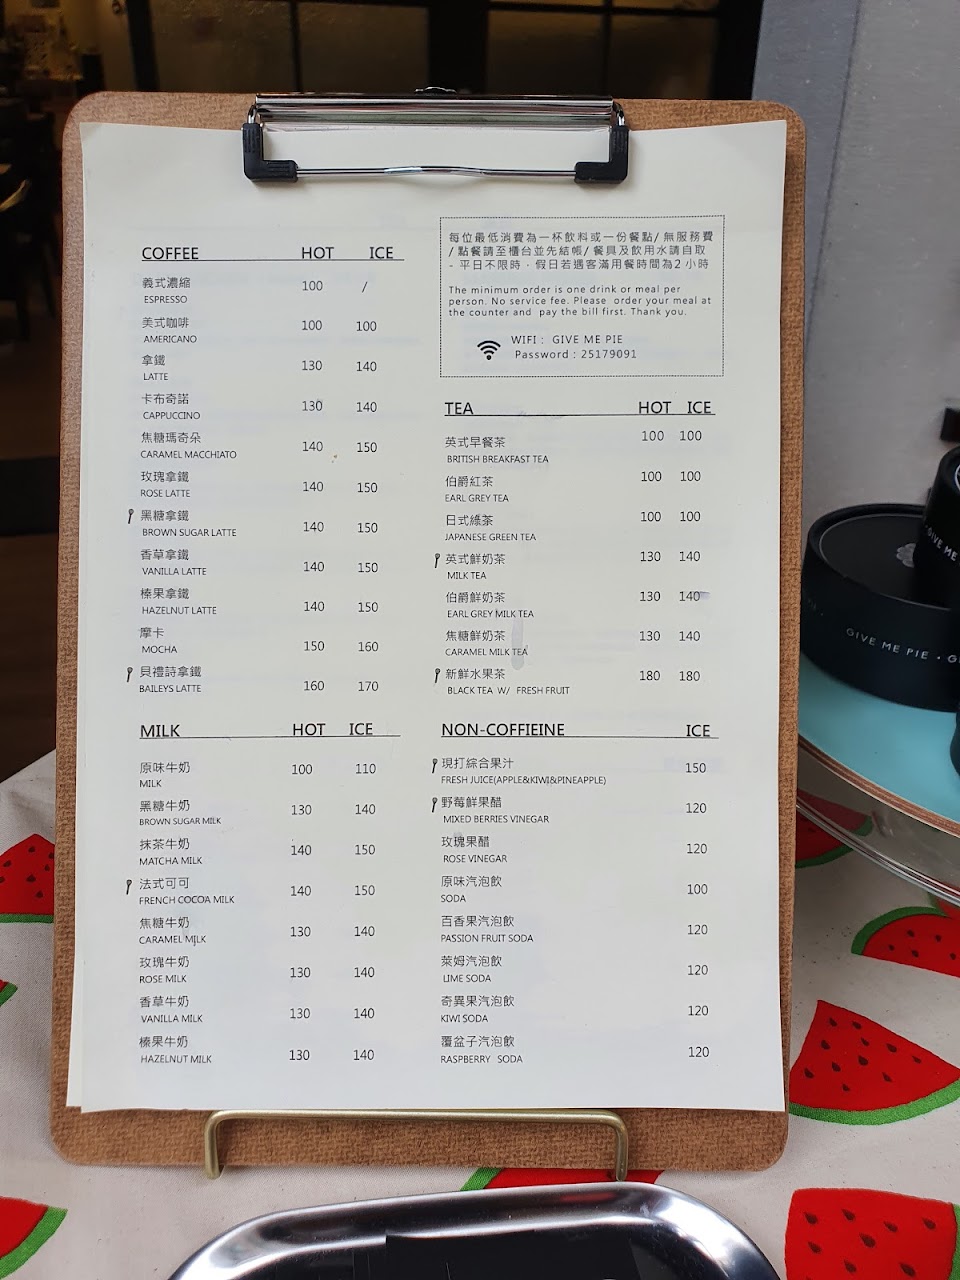 COFFEE HOT ICE
義式濃縮
ESPRESSO 100 /
美式咖啡
AMERICANO 100 100
拿鐵
LATTE 130 140
卡布奇諾
CAPPUCCINO 130 140
焦糖瑪奇朵
CARAMEL MACCHIATO 140 150
玫瑰拿鐵
ROSE LATTE 140 150
黑糖拿鐵
BROWN SUGAR LATTE 140 150
香草拿鐵
VANILLA LATTE 140 150
榛果拿鐵
HAZELNUT LATTE 140 150
摩卡
MOCHA 150 160
貝禮詩拿鐵
BAILEYS LATTE 160 170
MILK HOT ICE
原味牛奶
MILK 100 110
黑糖牛奶
BROWN SUGAR MILK 130 140
抹茶牛奶
MATCHA MILK 140 150
法式可可
FRENCH COCOA MILK 140 150
焦糖牛奶
CARAMEL MILK 130 140
玫瑰牛奶
ROSE MILK 130 140
香草牛奶
VANILLA MILK 130 140
榛果牛奶
HAZELNUT MILK 130 140
每位最低消費為一杯飲料或一份餐點/ 無服務費
/ 點餐請至櫃台並先結帳/ 餐具及飲用水請自取
- 平日不限時，假日若遇客滿用餐時間為2 小時
The minimum order is one drink or meal per
person. No service fee. Please order your meal at
the counter and pay the bill first. Thank you.
WIFI : GIVE ME PIE
Password : 25179091
TEA HOT ICE
英式早餐茶 100 100
BRITISH BREAKFAST TEA
伯爵紅茶 100 100
EARL GREY TEA
日式綠茶 100 100
JAPANESE GREEN TEA
英式鮮奶茶 130 140
MILK TEA
伯爵鮮奶茶 130 140
EARL GREY MILK TEA
焦糖鮮奶茶 130 140
CARAMEL MILK TEA
新鮮水果茶 180 180
BLACK TEA W/ FRESH FRUIT
NON-COFFIEINE ICE
現打綜合果汁 150
FRESH JUICE(APPLE&KIWI&PINEAPPLE)
野莓鮮果醋 120
MIXED BERRIES VINEGAR
玫瑰果醋 120
ROSE VINEGAR
原味汽泡飲 100
SODA
百香果汽泡飲 120
PASSION FRUIT SODA
萊姆汽泡飲 120
LIME SODA
奇異果汽泡飲 120
KIWI SODA
覆盆子汽泡飲 120
RASPBERRY SODA
GIVE ME
GIVE ME PIE • G